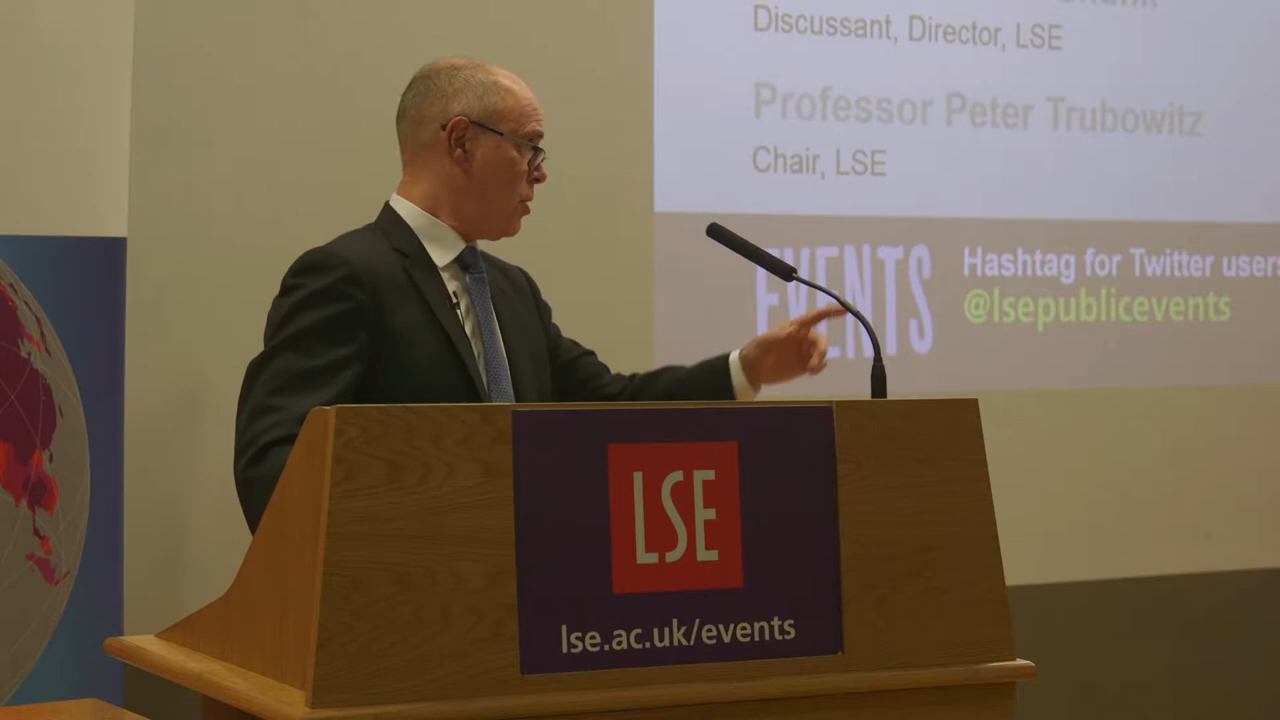 Discussant, Director, LSE
Professor Peter Trubowitz
Chair, LSE
EVENTS
Hashtag for Twitter users
@lsepublicevents
LSE
lse.ac.uk/events